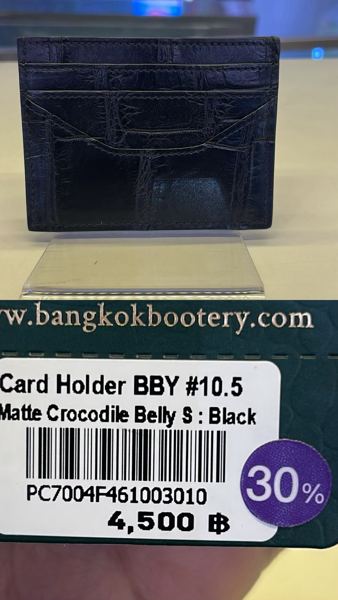 w.bangkokbootery.com
Card Holder BBY #10.5
Matte Crocodile Belly S : Black
PC7004F461003010
4,500 ฿
30%